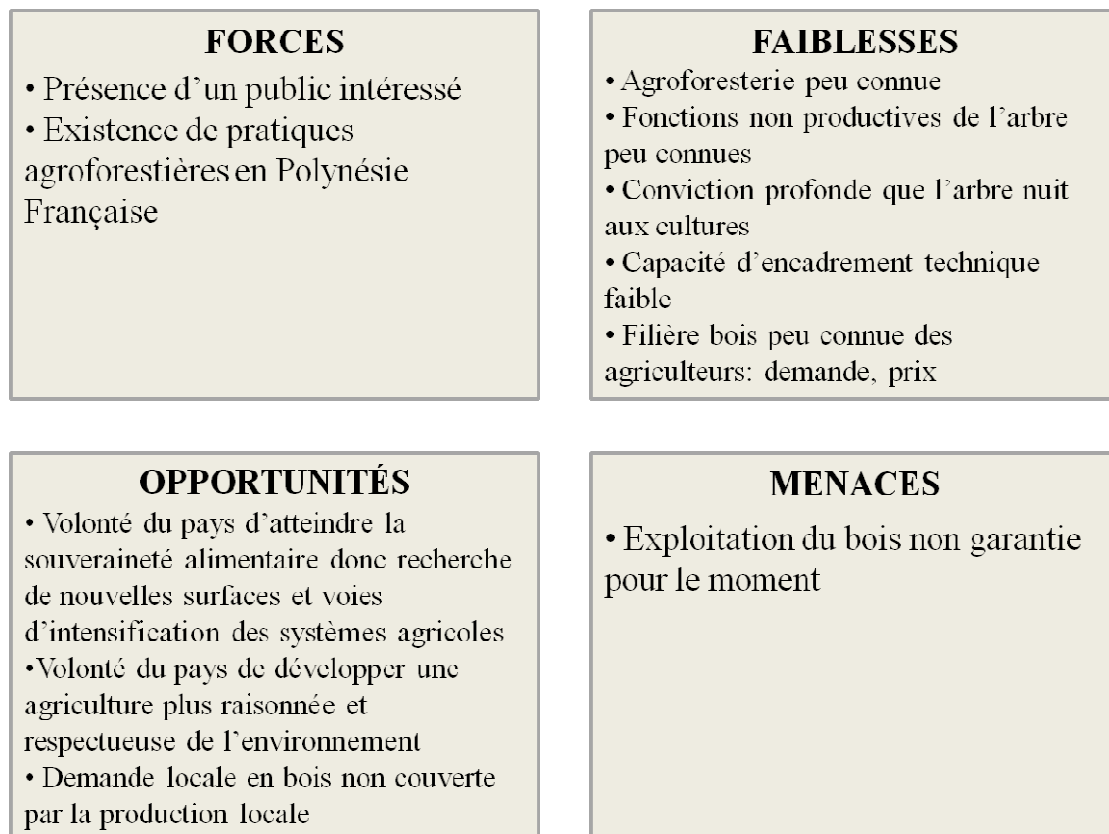 FORCES
• Présence d’un public intéressé
• Existence de pratiques
agroforestières en Polynésie
Française
FAIBLESSES
• Agroforesterie peu connue
• Fonctions non productives de l’arbre
peu connues
• Conviction profonde que l’arbre nuit
aux cultures
• Capacité d’encadrement technique
faible
• Filière bois peu connue des
agriculteurs: demande, prix
OPPORTUNITÉS
• Volonté du pays d’atteindre la
souveraineté alimentaire donc recherche
de nouvelles surfaces et voies
d’intensification des systèmes agricoles
•Volonté du pays de développer une
agriculture plus raisonnée et
respectueuse de l’environnement
• Demande locale en bois non couverte
par la production locale
MENACES
• Exploitation du bois non garantie
pour le moment